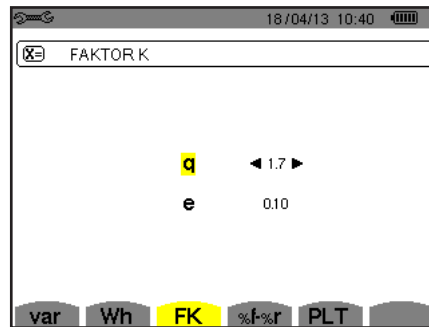 18/04/13 10:40
X= FAKTOR K
q ◄ 1.7 ►
e 0.10
var Wh FK %f-%r PLT